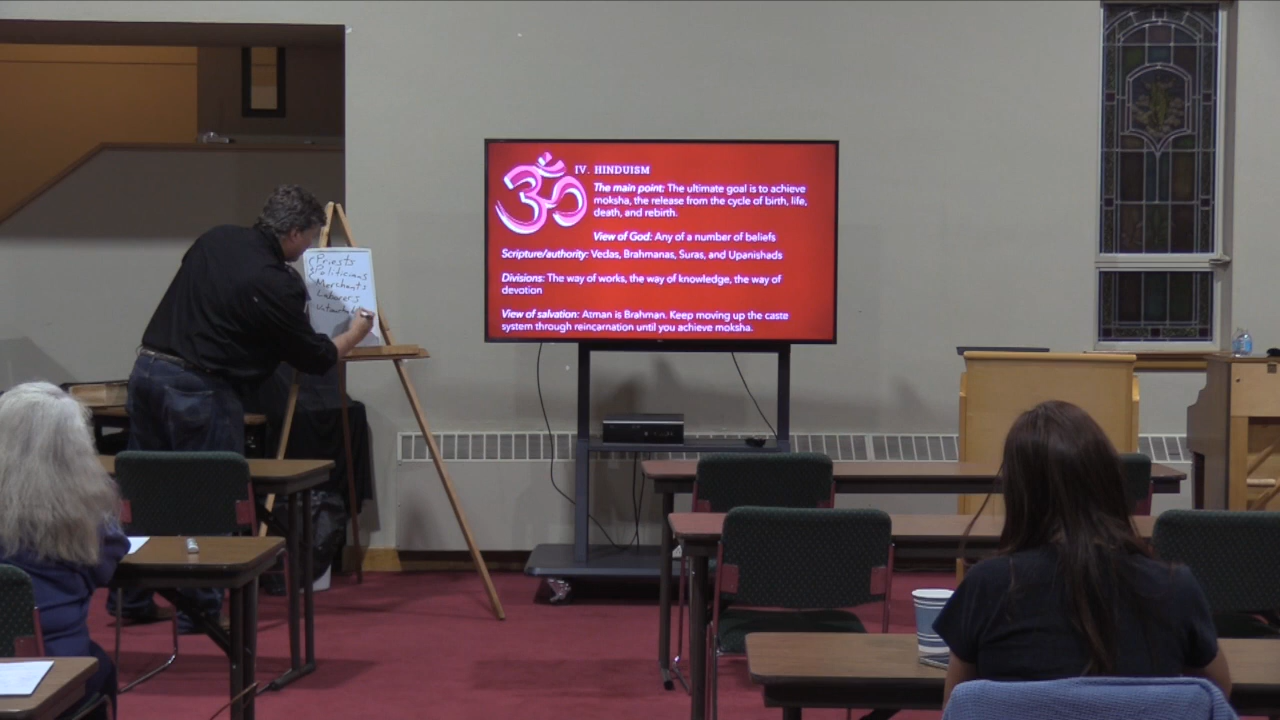 Priests
Politicians
Merchants
Laborers
ॐ
IV. HINDUISM
The main point: The ultimate goal is to achieve
moksha, the release from the cycle of birth, life,
death, and rebirth.
View of God: Any of a number of beliefs
Scripture/authority: Vedas, Brahmanas, Suras, and Upanishads
Divisions: The way of works, the way of knowledge, the way of
devotion
View of salvation: Atman is Brahman. Keep moving up the caste
system through reincarnation until you achieve moksha.